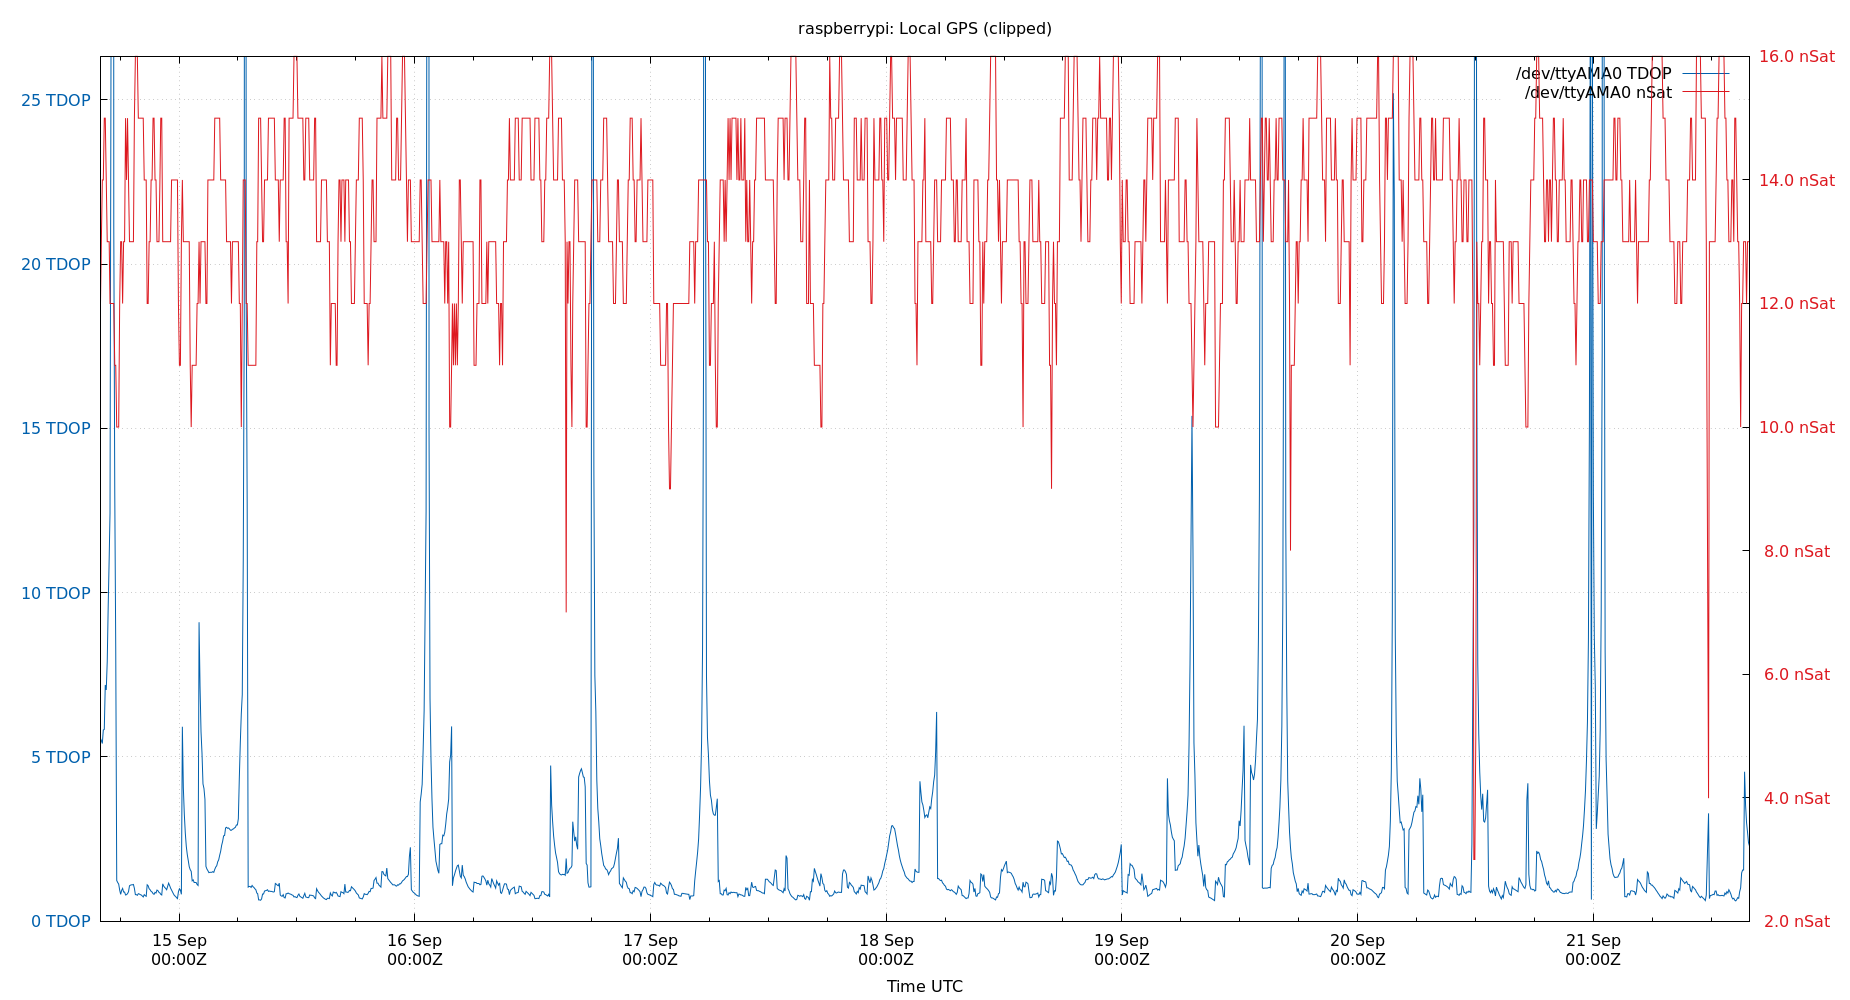 raspberrypi: Local GPS (clipped)
/dev/ttyAMA0 TDOP
/dev/ttyAMA0 nSat
25 TDOP
20 TDOP
15 TDOP
10 TDOP
5 TDOP
0 TDOP
16.0 nSat
14.0 nSat
12.0 nSat
10.0 nSat
8.0 nSat
6.0 nSat
4.0 nSat
2.0 nSat
15 Sep
00:00Z
16 Sep
00:00Z
17 Sep
00:00Z
18 Sep
00:00Z
19 Sep
00:00Z
20 Sep
00:00Z
21 Sep
00:00Z
Time UTC